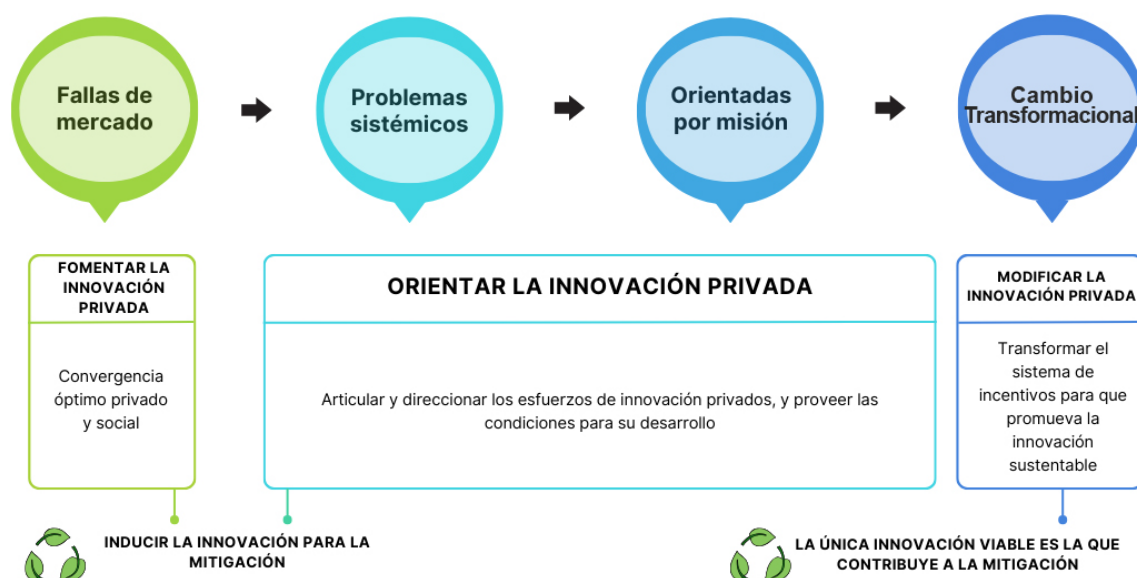 Fallas de
mercado
Problemas
sistémicos
Orientadas
por misión
Cambio
Transformacional
FOMENTAR LA
INNOVACIÓN
PRIVADA
Convergencia
óptimo privado
y social
ORIENTAR LA INNOVACIÓN PRIVADA
Articular y direccionar los esfuerzos de innovación privados, y proveer las
condiciones para su desarrollo
MODIFICAR LA
INNOVACIÓN PRIVADA
Transformar el
sistema de
incentivos para que
promueva la
innovación
sustentable
INDUCIR LA INNOVACIÓN PARA LA
MITIGACIÓN
LA ÚNICA INNOVACIÓN VIABLE ES LA QUE
CONTRIBUYE A LA MITIGACIÓN